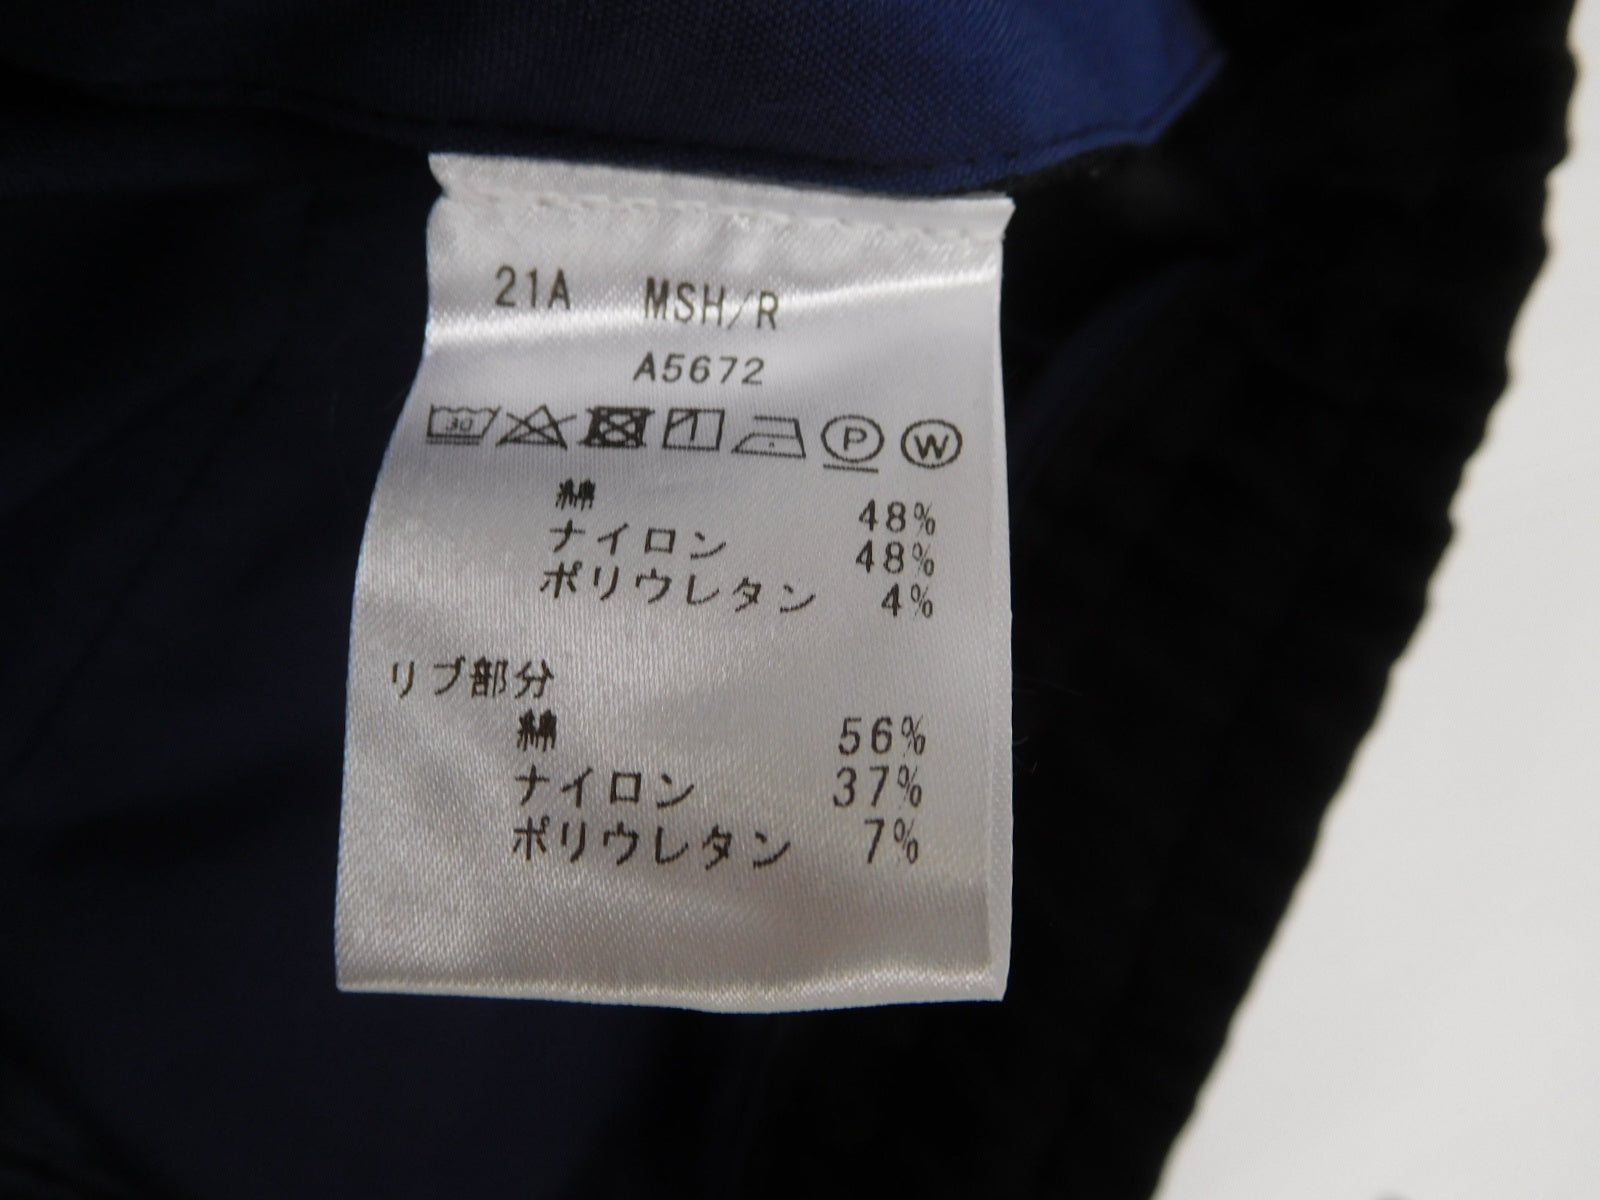 21A MSH/R
A5672
30 P W
綿 48%
ナイロン 48%
ポリウレタン 4%
リブ部分
綿 56%
ナイロン 37%
ポリウレタン 7%